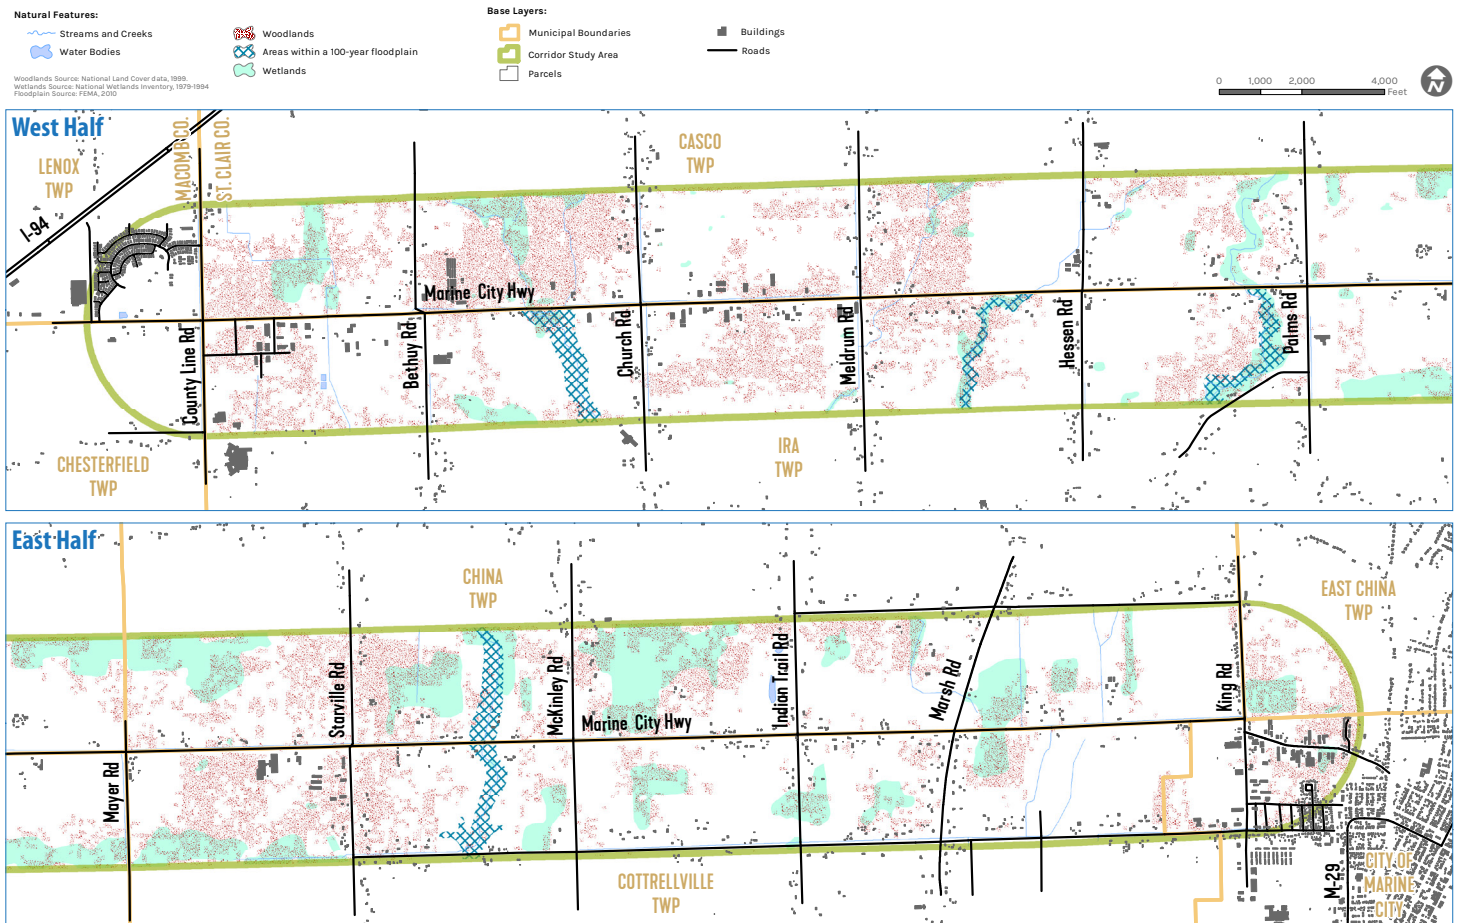 Natural Features:
Streams and Creeks
Water Bodies
Woodlands
Areas within a 100-year floodplain
Wetlands
Base Layers:
Municipal Boundaries
Corridor Study Area
Parcels
Buildings
Roads
Woodlands Source: National Land Cover data, 1999.
Wetlands Source: National Wetlands Inventory, 1979-1994
Floodplain Source: FEMA, 2010
0 1,000 2,000 4,000
Feet
N
West Half
LENOX
TWP
MACOMB CO.
ST. CLAIR CO.
CASCO
TWP
I-94
Marine City Hwy
County Line Rd
Bethuy Rd
Church Rd
Meldrum Rd
Hessen Rd
Palms Rd
CHESTERFIELD
TWP
IRA
TWP
East Half
CHINA
TWP
EAST CHINA
TWP
Starville Rd
McKinley Rd
Indian Trail Rd
Marsh Rd
King Rd
Marine City Hwy
Mayer Rd
COTTRELLVILLE
TWP
M-29
CITY OF
MARINE
CITY